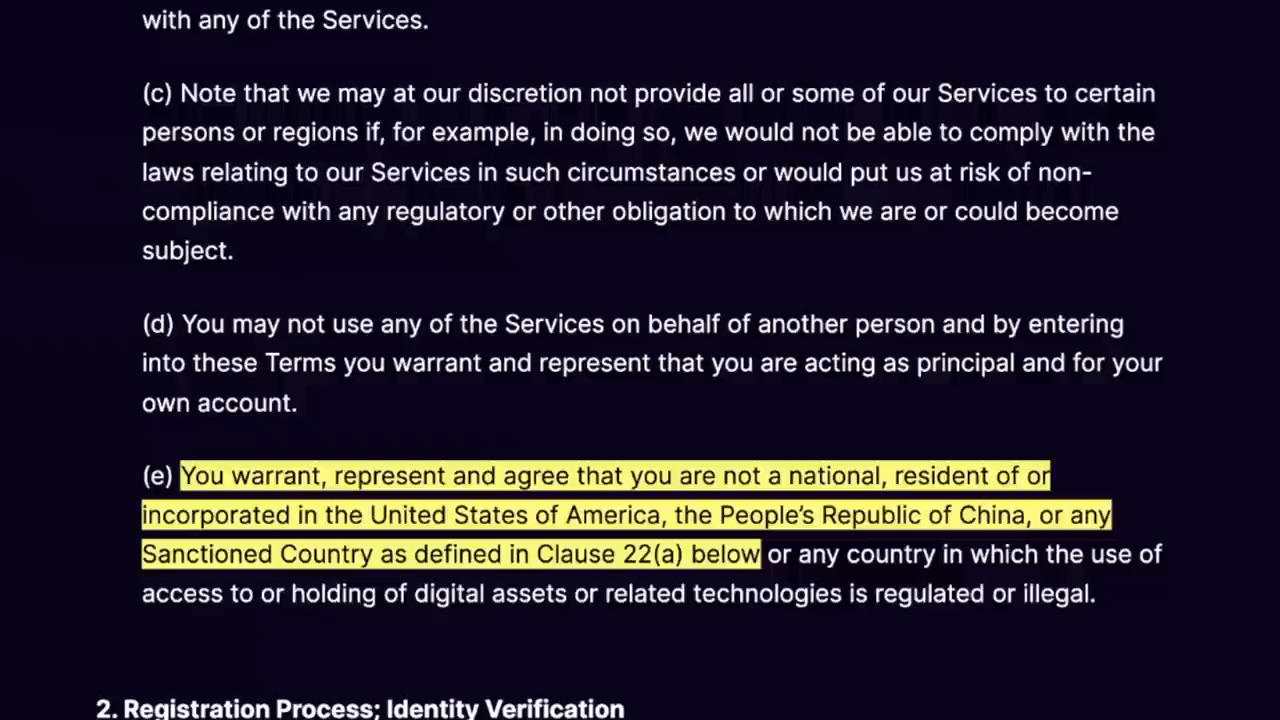 with any of the Services.
(c) Note that we may at our discretion not provide all or some of our Services to certain
persons or regions if, for example, in doing so, we would not be able to comply with the
laws relating to our Services in such circumstances or would put us at risk of non-
compliance with any regulatory or other obligation to which we are or could become
subject.
(d) You may not use any of the Services on behalf of another person and by entering
into these Terms you warrant and represent that you are acting as principal and for your
own account.
(e) You warrant, represent and agree that you are not a national, resident of or
incorporated in the United States of America, the People’s Republic of China, or any
Sanctioned Country as defined in Clause 22(a) below or any country in which the use of
access to or holding of digital assets or related technologies is regulated or illegal.
2. Registration Process; Identity Verification